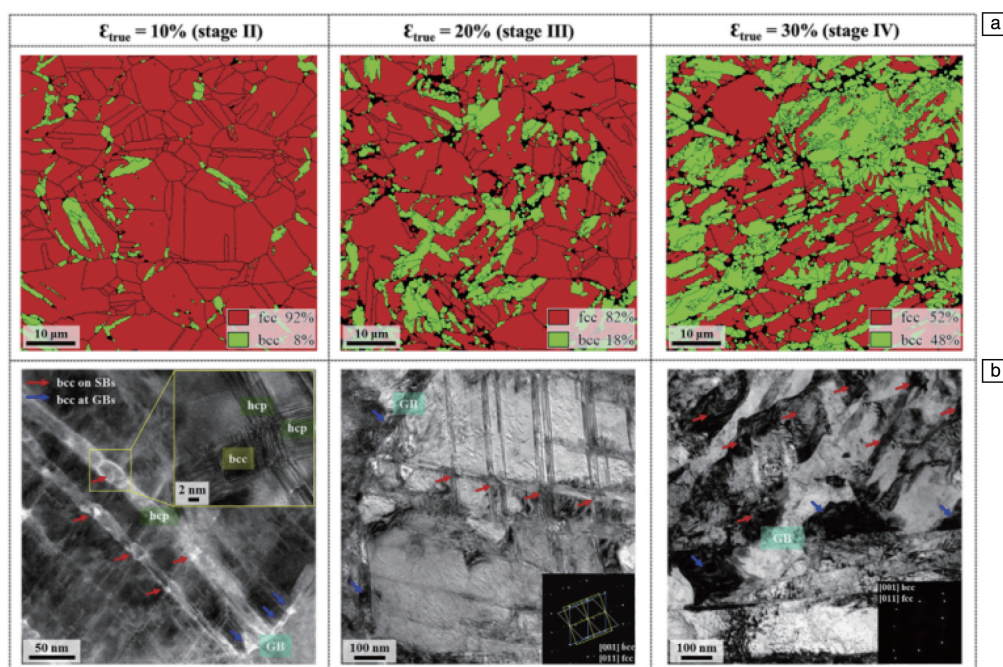 a
ε_true = 10% (stage II)
ε_true = 20% (stage III)
ε_true = 30% (stage IV)
10 μm
fcc 92%
bcc 8%
10 μm
fcc 82%
bcc 18%
10 μm
fcc 52%
bcc 48%
b
bcc on SBs
bcc at GBs
hcp
hcp
bcc
2 nm
hcp
GB
50 nm
GB
[001] bcc
[011] fcc
100 nm
GB
[001] bcc
[011] fcc
100 nm